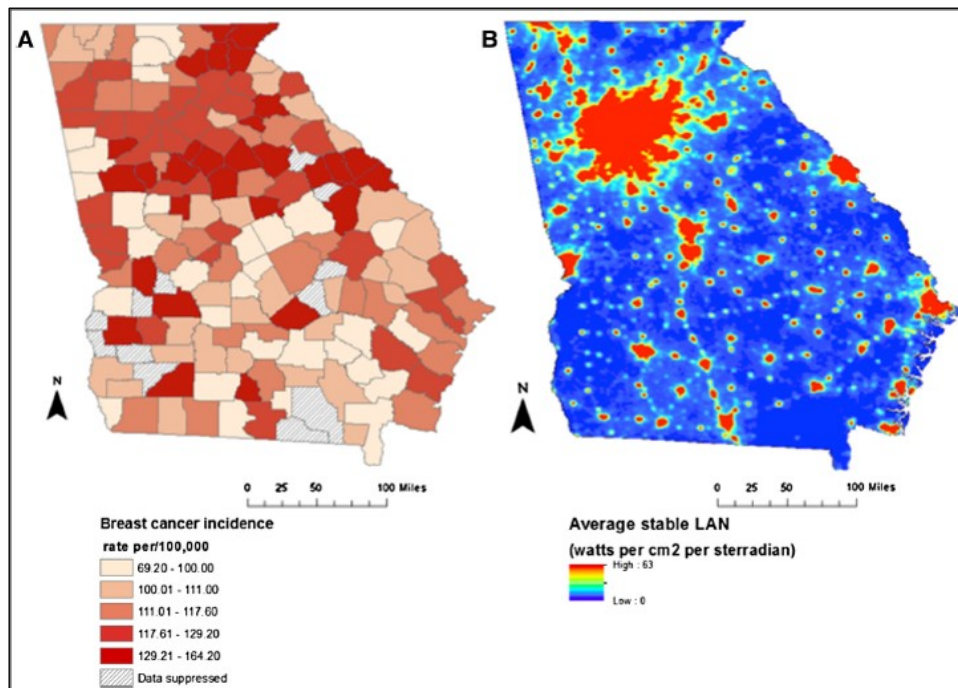 A
N
0 25 50 100 Miles
Breast cancer incidence
rate per/100,000
69.20 - 100.00
100.01 - 111.00
111.01 - 117.60
117.61 - 129.20
129.21 - 164.20
Data suppressed
B
N
0 25 50 100 Miles
Average stable LAN
(watts per cm2 per sterradian)
High : 63
Low : 0